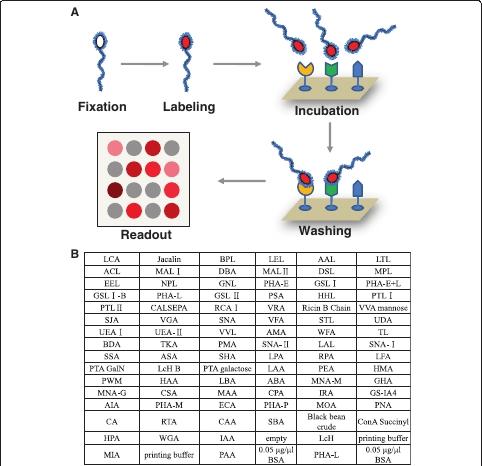 A
Fixation
Labeling
Incubation
Readout
Washing
B
LCA Jacalin BPL LEL AAL LTL
ACL MAL I DBA MAL II DSL MPL
EEL NPL GNL PHA-E GSL I PHA-E+L
GSL I-B PHA-L GSL II PSA HHL PTL I
PTL II CALSEPA RCA I VRA Ricin B Chain VVA mannose
SJA VGA SNA VFA STL UDA
UEA I UEA-II VVL AMA WFA TL
BDA TKA PMA SNA-II LAL SNA-I
SSA ASA SHA LPA RPA LFA
PTA GalN LcH B PTA galactose LAA PEA HMA
PWM HAA LBA ABA MNA-M GHA
MNA-G CSA MAA CPA IRA GS-IA4
AIA PHA-M ECA PHA-P MOA PNA
CA RTA CAA SBA Black bean crude ConA Succinyl
HPA WGA IAA empty LcH printing buffer
MIA printing buffer PAA 0.05 µg/µl BSA PHA-L 0.05 µg/µl BSA